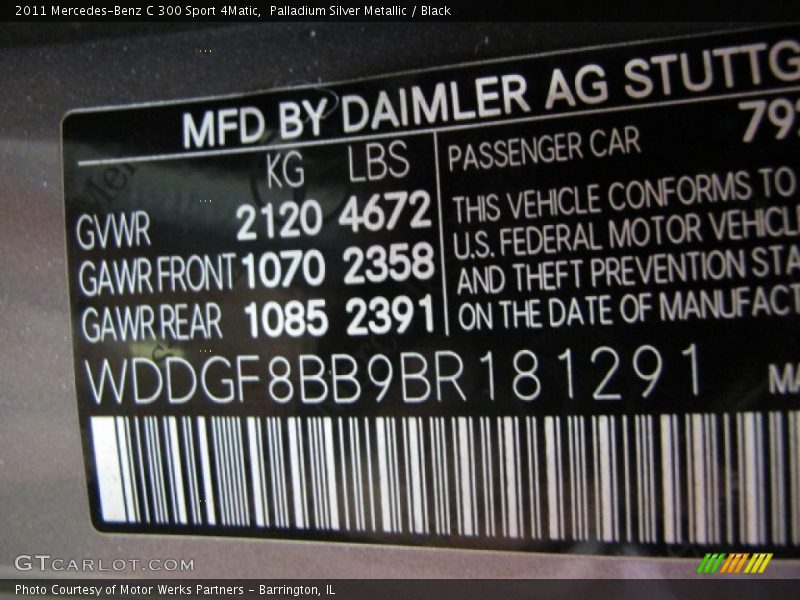 2011 Mercedes-Benz C 300 Sport 4Matic,  Palladium Silver Metallic / Black
MFD BY DAIMLER AG STUTTG
KG LBS
GVWR 2120 4672
GAWR FRONT 1070 2358
GAWR REAR 1085 2391
PASSENGER CAR
THIS VEHICLE CONFORMS TO
U.S. FEDERAL MOTOR VEHICL
AND THEFT PREVENTION STA
ON THE DATE OF MANUFACT
WDDGF8BB9BR181291
MA
GTCARLOT.COM
Photo Courtesy of Motor Werks Partners - Barrington, IL